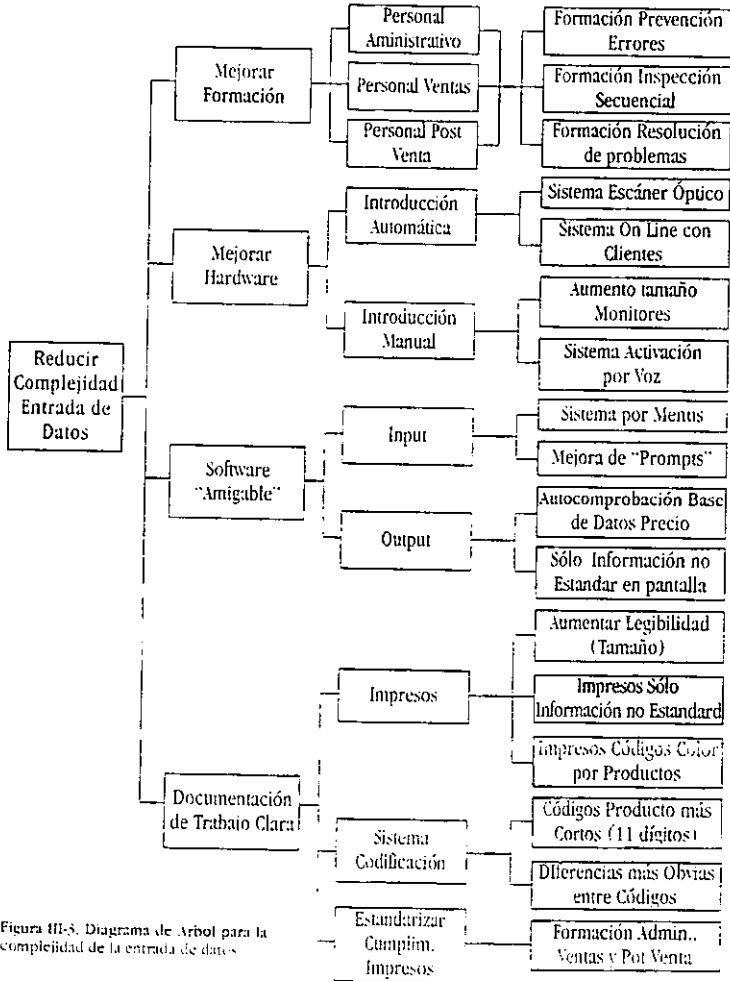 Personal
Aministrativo
Formación Prevención
Errores
Mejorar
Formación
Personal Ventas
Formación Inspección
Secuencial
Personal Post
Venta
Formación Resolución
de problemas
Introducción
Automática
Sistema Escáner Óptico
Sistema On Line con
Clientes
Mejorar
Hardware
Introducción
Manual
Aumento tamaño
Monitores
Sistema Activación
por Voz
Reducir
Complejidad
Entrada de
Datos
Software
"Amigable"
Input
Sistema por Menus
Mejora de "Prompts"
Output
Autocomprobación Base
de Datos Precio
Sólo Información no
Estandar en pantalla
Impresos
Aumentar Legibilidad
(Tamaño)
Impresos Sólo
Información no Estandard
Impresos Códigos Color
por Productos
Documentación
de Trabajo Clara
Sistema
Codificación
Códigos Producto más
Cortos (11 dígitos)
DIferencias más Obvias
entre Códigos
Estandarizar
Cumplim.
Impresos
Formación Admin..
Ventas y Pot Venta
Figura III-3. Diagrama de Arbol para la
complejidad de la entrada de datos